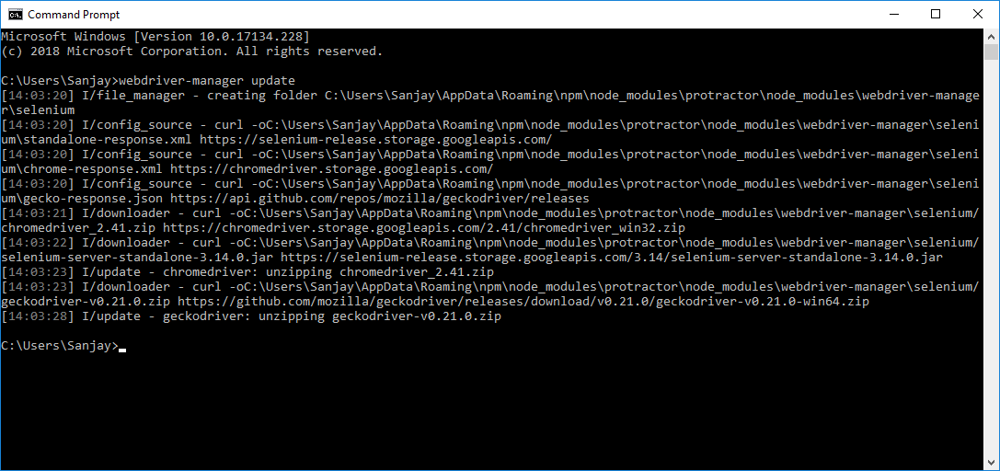 Command Prompt
Microsoft Windows [Version 10.0.17134.228]
(c) 2018 Microsoft Corporation. All rights reserved.
C:\Users\Sanjay>webdriver-manager update
[14:03:20] I/file_manager - creating folder C:\Users\Sanjay\AppData\Roaming\npm\node_modules\protractor\node_modules\webdriver-manage
r\selenium
[14:03:20] I/config_source - curl -oC:\Users\Sanjay\AppData\Roaming\npm\node_modules\protractor\node_modules\webdriver-manager\seleni
um\standalone-response.xml https://selenium-release.storage.googleapis.com/
[14:03:20] I/config_source - curl -oC:\Users\Sanjay\AppData\Roaming\npm\node_modules\protractor\node_modules\webdriver-manager\seleni
um\chrome-response.xml https://chromedriver.storage.googleapis.com/
[14:03:20] I/config_source - curl -oC:\Users\Sanjay\AppData\Roaming\npm\node_modules\protractor\node_modules\webdriver-manager\seleni
um\gecko-response.json https://api.github.com/repos/mozilla/geckodriver/releases
[14:03:21] I/downloader - curl -oC:\Users\Sanjay\AppData\Roaming\npm\node_modules\protractor\node_modules\webdriver-manager\selenium/
chromedriver_2.41.zip https://chromedriver.storage.googleapis.com/2.41/chromedriver_win32.zip
[14:03:22] I/downloader - curl -oC:\Users\Sanjay\AppData\Roaming\npm\node_modules\protractor\node_modules\webdriver-manager\selenium/
selenium-server-standalone-3.14.0.jar https://selenium-release.storage.googleapis.com/3.14/selenium-server-standalone-3.14.0.jar
[14:03:23] I/update - chromedriver: unzipping chromedriver_2.41.zip
[14:03:23] I/downloader - curl -oC:\Users\Sanjay\AppData\Roaming\npm\node_modules\protractor\node_modules\webdriver-manager\selenium/
geckodriver-v0.21.0.zip https://github.com/mozilla/geckodriver/releases/download/v0.21.0/geckodriver-v0.21.0-win64.zip
[14:03:28] I/update - geckodriver: unzipping geckodriver-v0.21.0.zip
C:\Users\Sanjay>